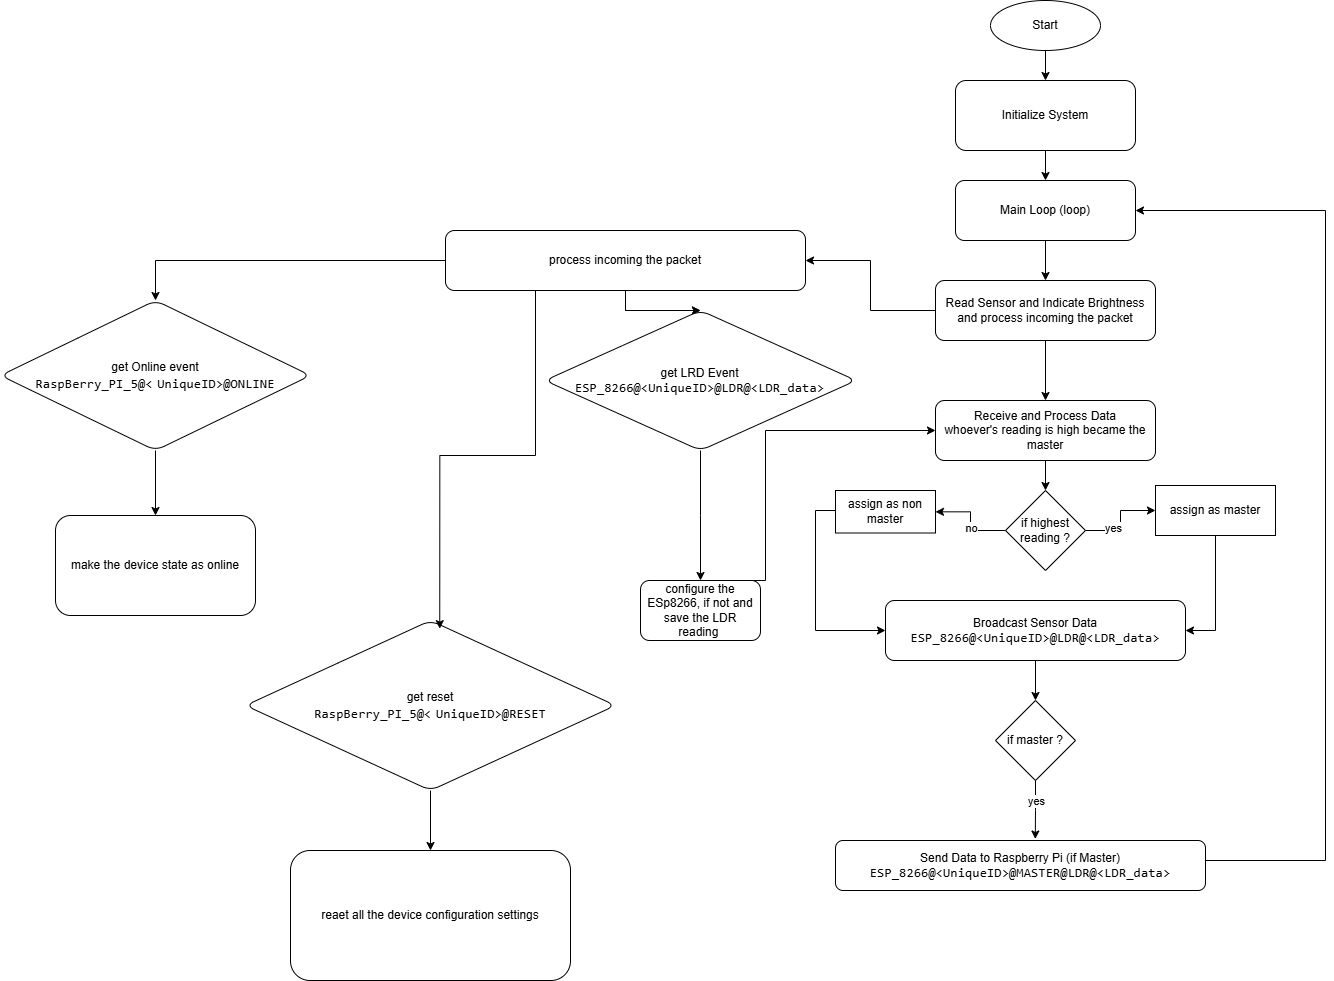 Start
Initialize System
Main Loop (loop)
process incoming the packet
Read Sensor and Indicate Brightness
and process incoming the packet
get Online event
RaspBerry_PI_5@< UniqueID>@ONLINE
get LRD Event
ESP_8266@<UniqueID>@LDR@<LDR_data>
Receive and Process Data
whoever's reading is high became the
master
assign as non
master
no
if highest
reading ?
yes
assign as master
make the device state as online
configure the
ESp8266, if not and
save the LDR
reading
Broadcast Sensor Data
ESP_8266@<UniqueID>@LDR@<LDR_data>
get reset
RaspBerry_PI_5@< UniqueID>@RESET
if master ?
yes
Send Data to Raspberry Pi (if Master)
ESP_8266@<UniqueID>@MASTER@LDR@<LDR_data>
reaet all the device configuration settings